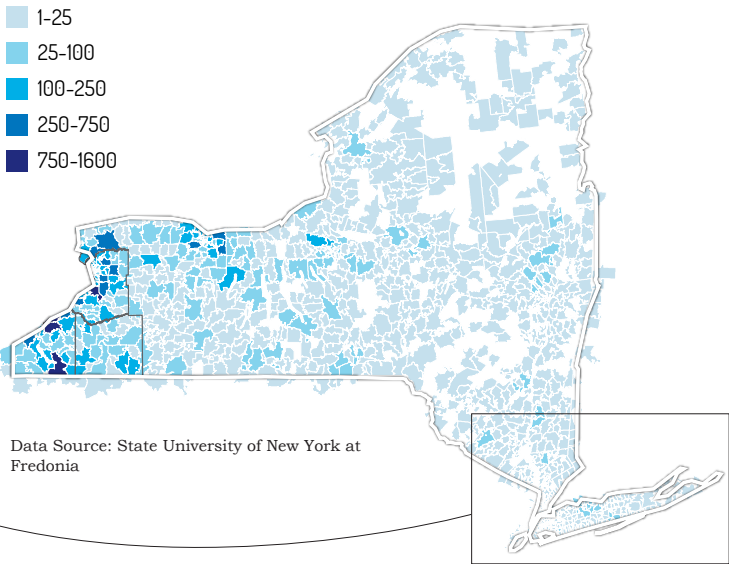 1-25
25-100
100-250
250-750
750-1600
Data Source: State University of New York at
Fredonia